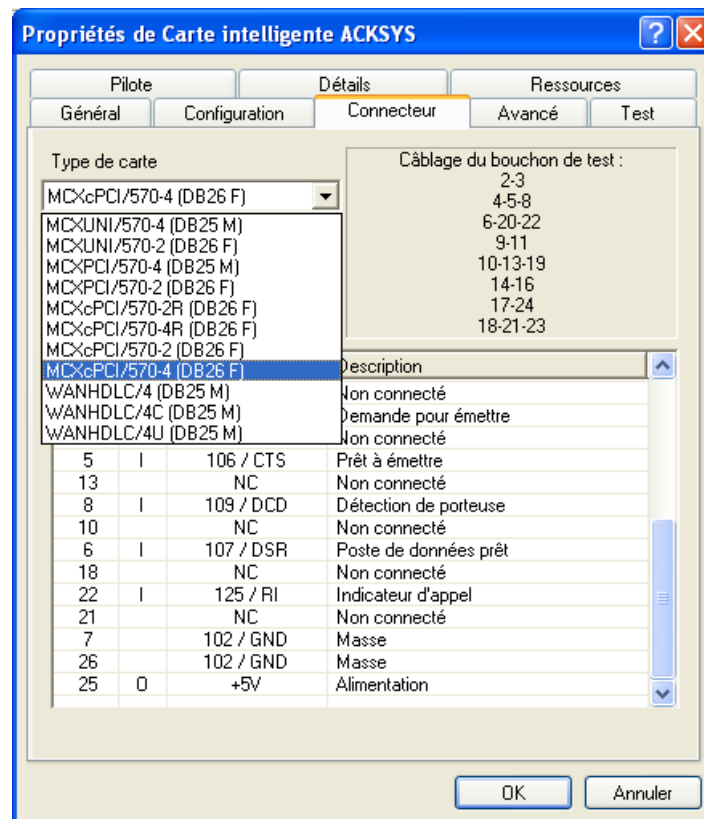 Propriétés de Carte intelligente ACKSYS
Pilote Détails Ressources
Général Configuration Connecteur Avancé Test
Type de carte
MCXcPCI/570-4 (DB26 F)
MCXUNI/570-4 (DB25 M)
MCXUNI/570-2 (DB26 F)
MCXPCI/570-4 (DB25 M)
MCXPCI/570-2 (DB26 F)
MCXcPCI/570-2R (DB26 F)
MCXcPCI/570-4R (DB26 F)
MCXcPCI/570-2 (DB26 F)
MCXcPCI/570-4 (DB26 F)
WANHDLC/4 (DB25 M)
WANHDLC/4C (DB25 M)
WANHDLC/4U (DB25 M)
Câblage du bouchon de test :
2-3
4-5-8
6-20-22
9-11
10-13-19
14-16
17-24
18-21-23
Description
Non connecté
Demande pour émettre
Non connecté
5 I 106 / CTS Prêt à émettre
13 NC Non connecté
8 I 109 / DCD Détection de porteuse
10 NC Non connecté
6 I 107 / DSR Poste de données prêt
18 NC Non connecté
22 I 125 / RI Indicateur d'appel
21 NC Non connecté
7 102 / GND Masse
26 102 / GND Masse
25 O +5V Alimentation
OK Annuler